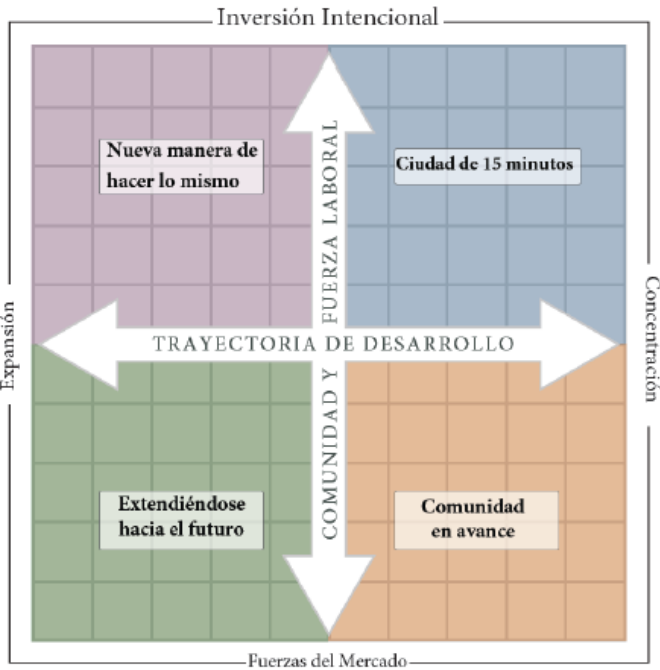 Inversión Intencional
Nueva manera de
hacer lo mismo
Ciudad de 15 minutos
COMUNIDAD Y FUERZA LABORAL
TRAYECTORIA DE DESARROLLO
Expansión
Concentración
Extendiéndose
hacia el futuro
Comunidad
en avance
Fuerzas del Mercado